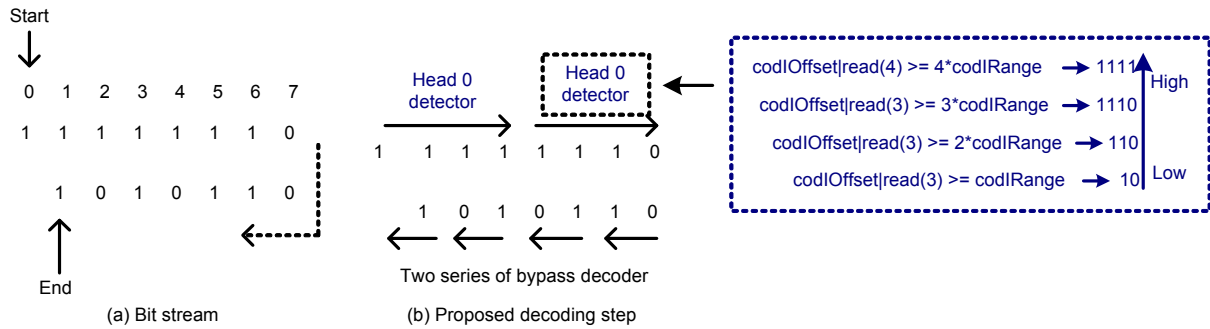 Start
0 1 2 3 4 5 6 7
1 1 1 1 1 1 1 0
1 0 1 0 1 1 0
End
(a) Bit stream
Head 0
detector
Head 0
detector
1 1 1 1 1 1 1 0
1 0 1 0 1 1 0
Two series of bypass decoder
(b) Proposed decoding step
codIOffset|read(4) >= 4*codIRange 1111
High
codIOffset|read(3) >= 3*codIRange 1110
codIOffset|read(3) >= 2*codIRange 110
Low
codIOffset|read(3) >= codIRange 10